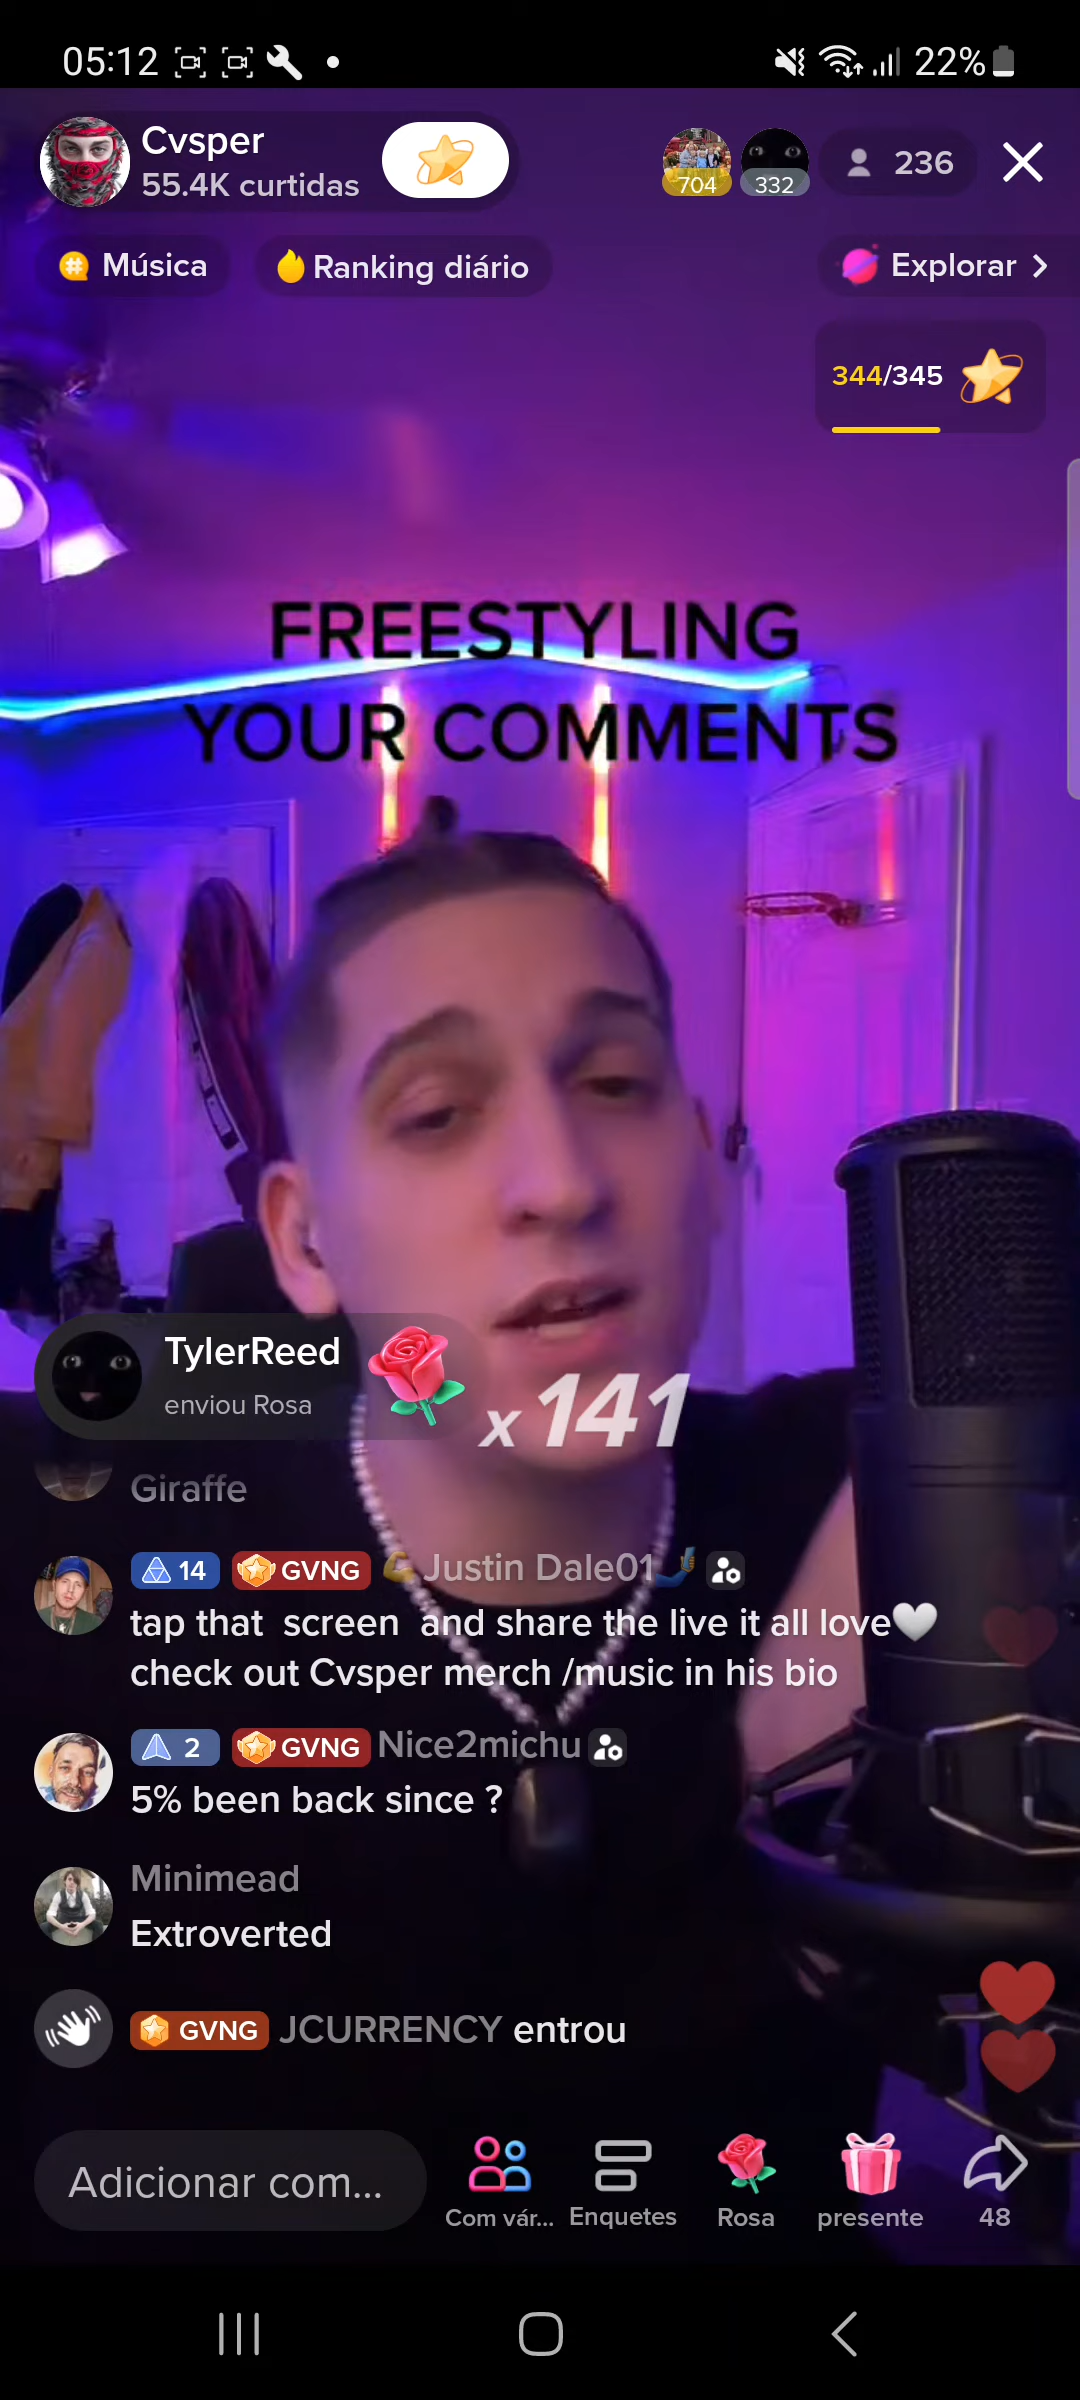 05:12
22%
Cvsper
55.4K curtidas
704
332
236
Música
Ranking diário
Explorar
344/345
FREESTYLING
YOUR COMMENTS
TylerReed
enviou Rosa
x 141
Giraffe
14 GVNG Justin Dale01
tap that screen and share the live it all love
check out Cvsper merch /music in his bio
2 GVNG Nice2michu
5% been back since ?
Minimead
Extroverted
GVNG JCURRENCY entrou
Adicionar com...
Com vár...
Enquetes
Rosa
presente
48